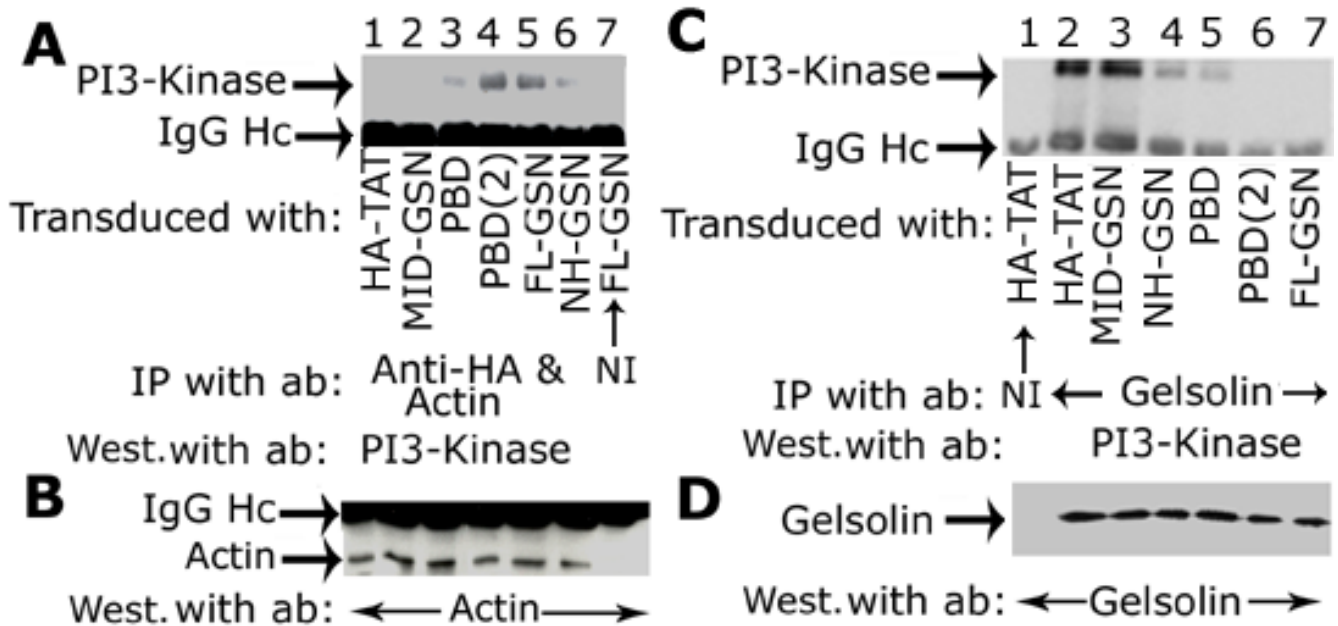 A
1 2 3 4 5 6 7
PI3-Kinase
IgG Hc
Transduced with:
HA-TAT
MID-GSN
PBD
PBD(2)
FL-GSN
NH-GSN
FL-GSN
IP with ab: Anti-HA & Actin NI
West.with ab: PI3-Kinase
B
IgG Hc
Actin
West.with ab: Actin
C
1 2 3 4 5 6 7
PI3-Kinase
IgG Hc
Transduced with:
HA-TAT
HA-TAT
MID-GSN
NH-GSN
PBD
PBD(2)
FL-GSN
IP with ab: NI Gelsolin
West.with ab: PI3-Kinase
D
Gelsolin
West.with ab: Gelsolin